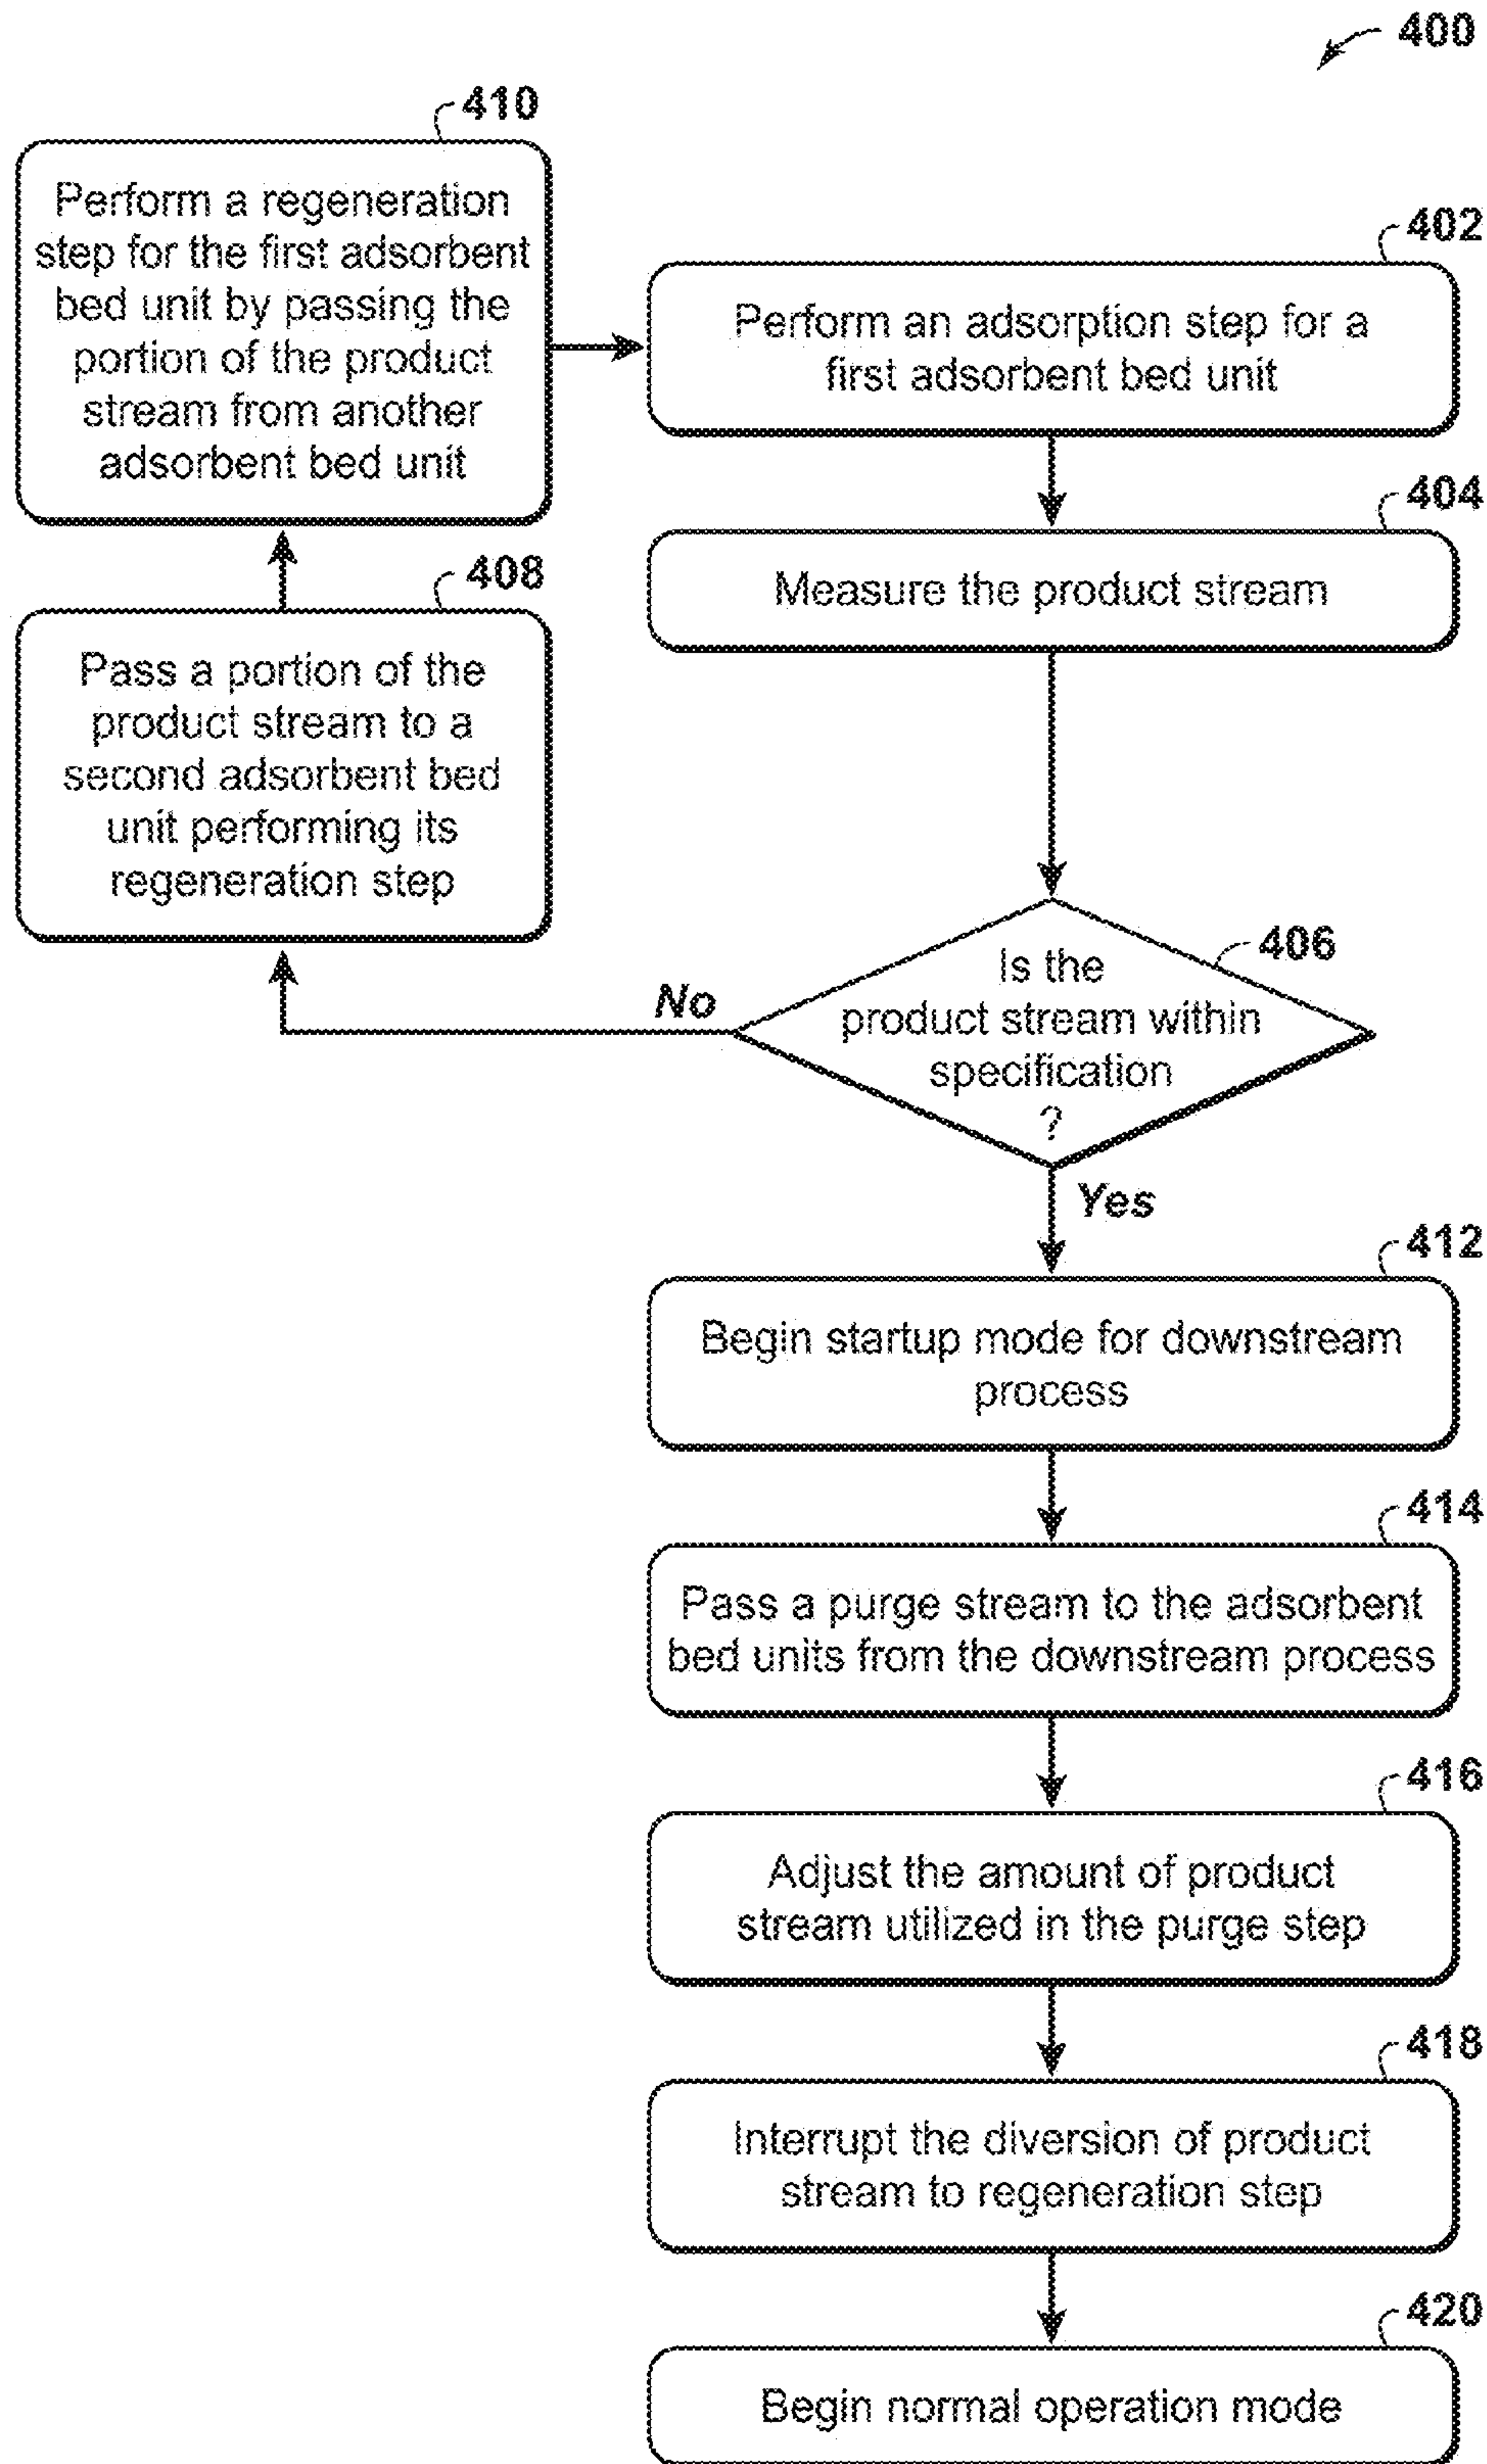 400
410
Perform a regeneration
step for the first adsorbent
bed unit by passing the
portion of the product
stream from another
adsorbent bed unit
402
Perform an adsorption step for a
first adsorbent bed unit
404
Measure the product stream
408
Pass a portion of the
product stream to a
second adsorbent bed
unit performing its
regeneration step
406
Is the
product stream within
specification
?
No
Yes
412
Begin startup mode for downstream
process
414
Pass a purge stream to the adsorbent
bed units from the downstream process
416
Adjust the amount of product
stream utilized in the purge step
418
Interrupt the diversion of product
stream to regeneration step
420
Begin normal operation mode